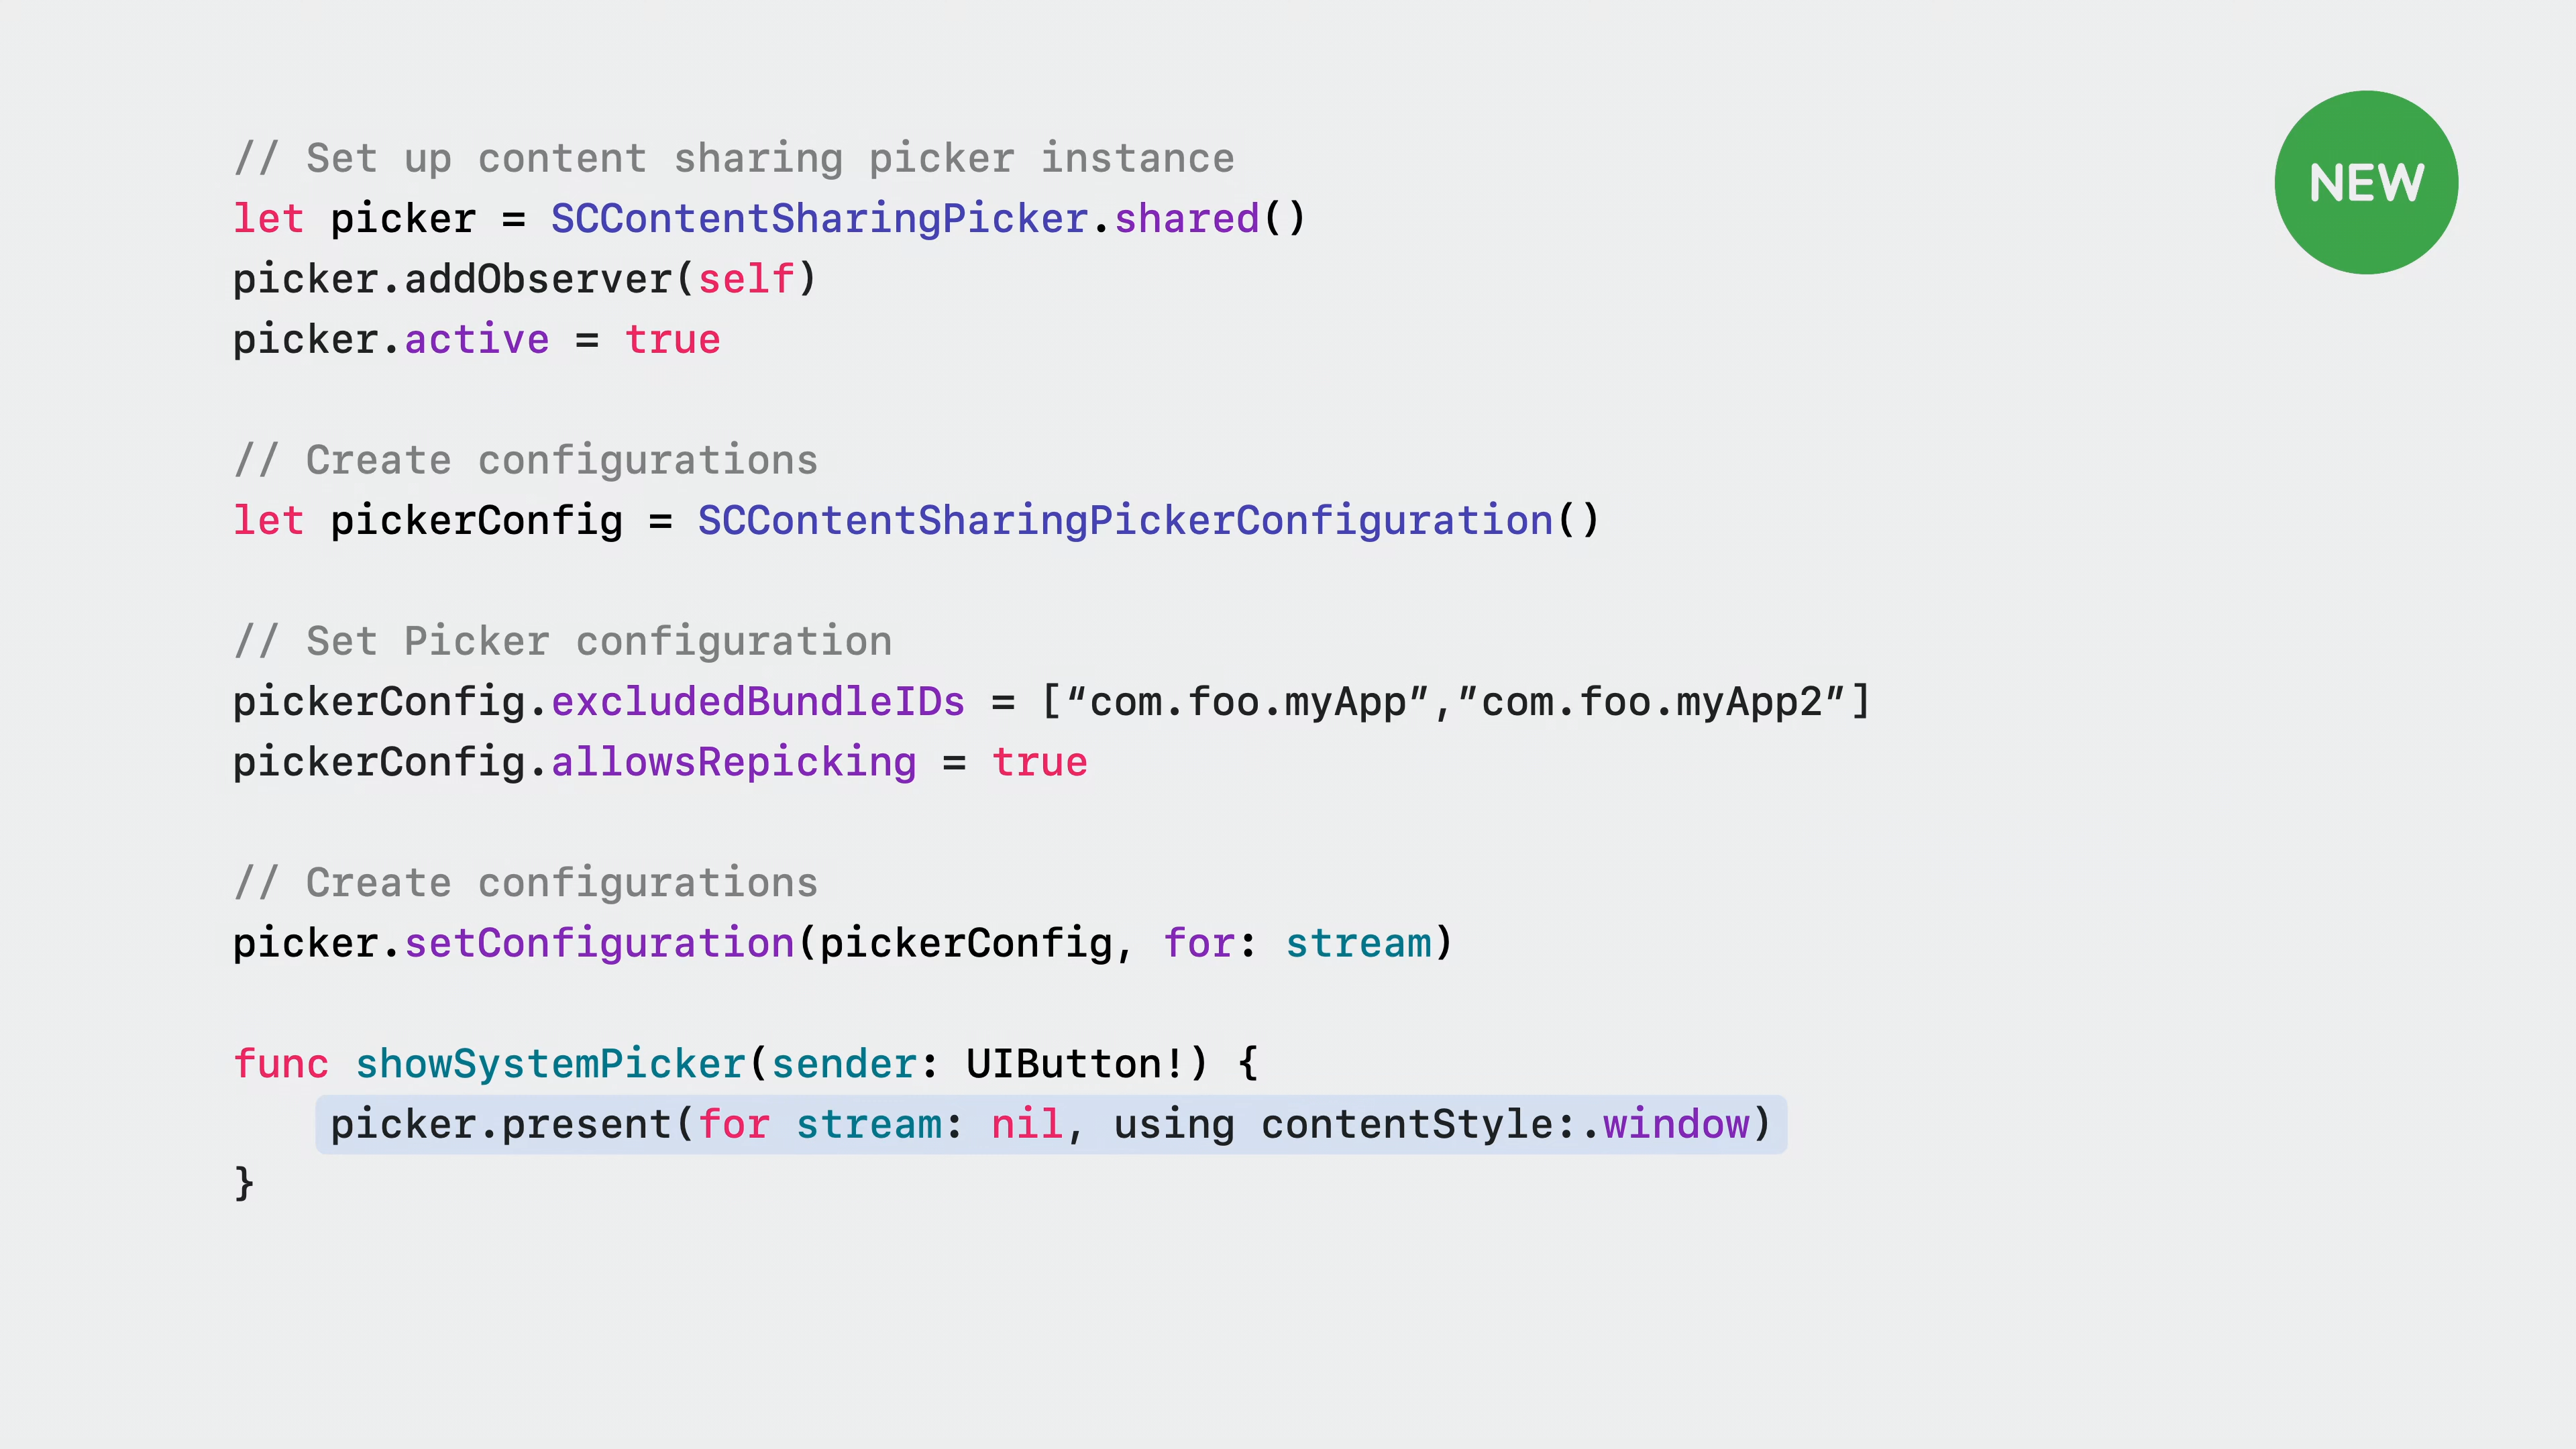 NEW
// Set up content sharing picker instance
let picker = SCContentSharingPicker.shared()
picker.addObserver(self)
picker.active = true
// Create configurations
let pickerConfig = SCContentSharingPickerConfiguration()
// Set Picker configuration
pickerConfig.excludedBundleIDs = [“com.foo.myApp”,”com.foo.myApp2”]
pickerConfig.allowsRepicking = true
// Create configurations
picker.setConfiguration(pickerConfig, for: stream)
func showSystemPicker(sender: UIButton!) {
    picker.present(for stream: nil, using contentStyle:.window)
}